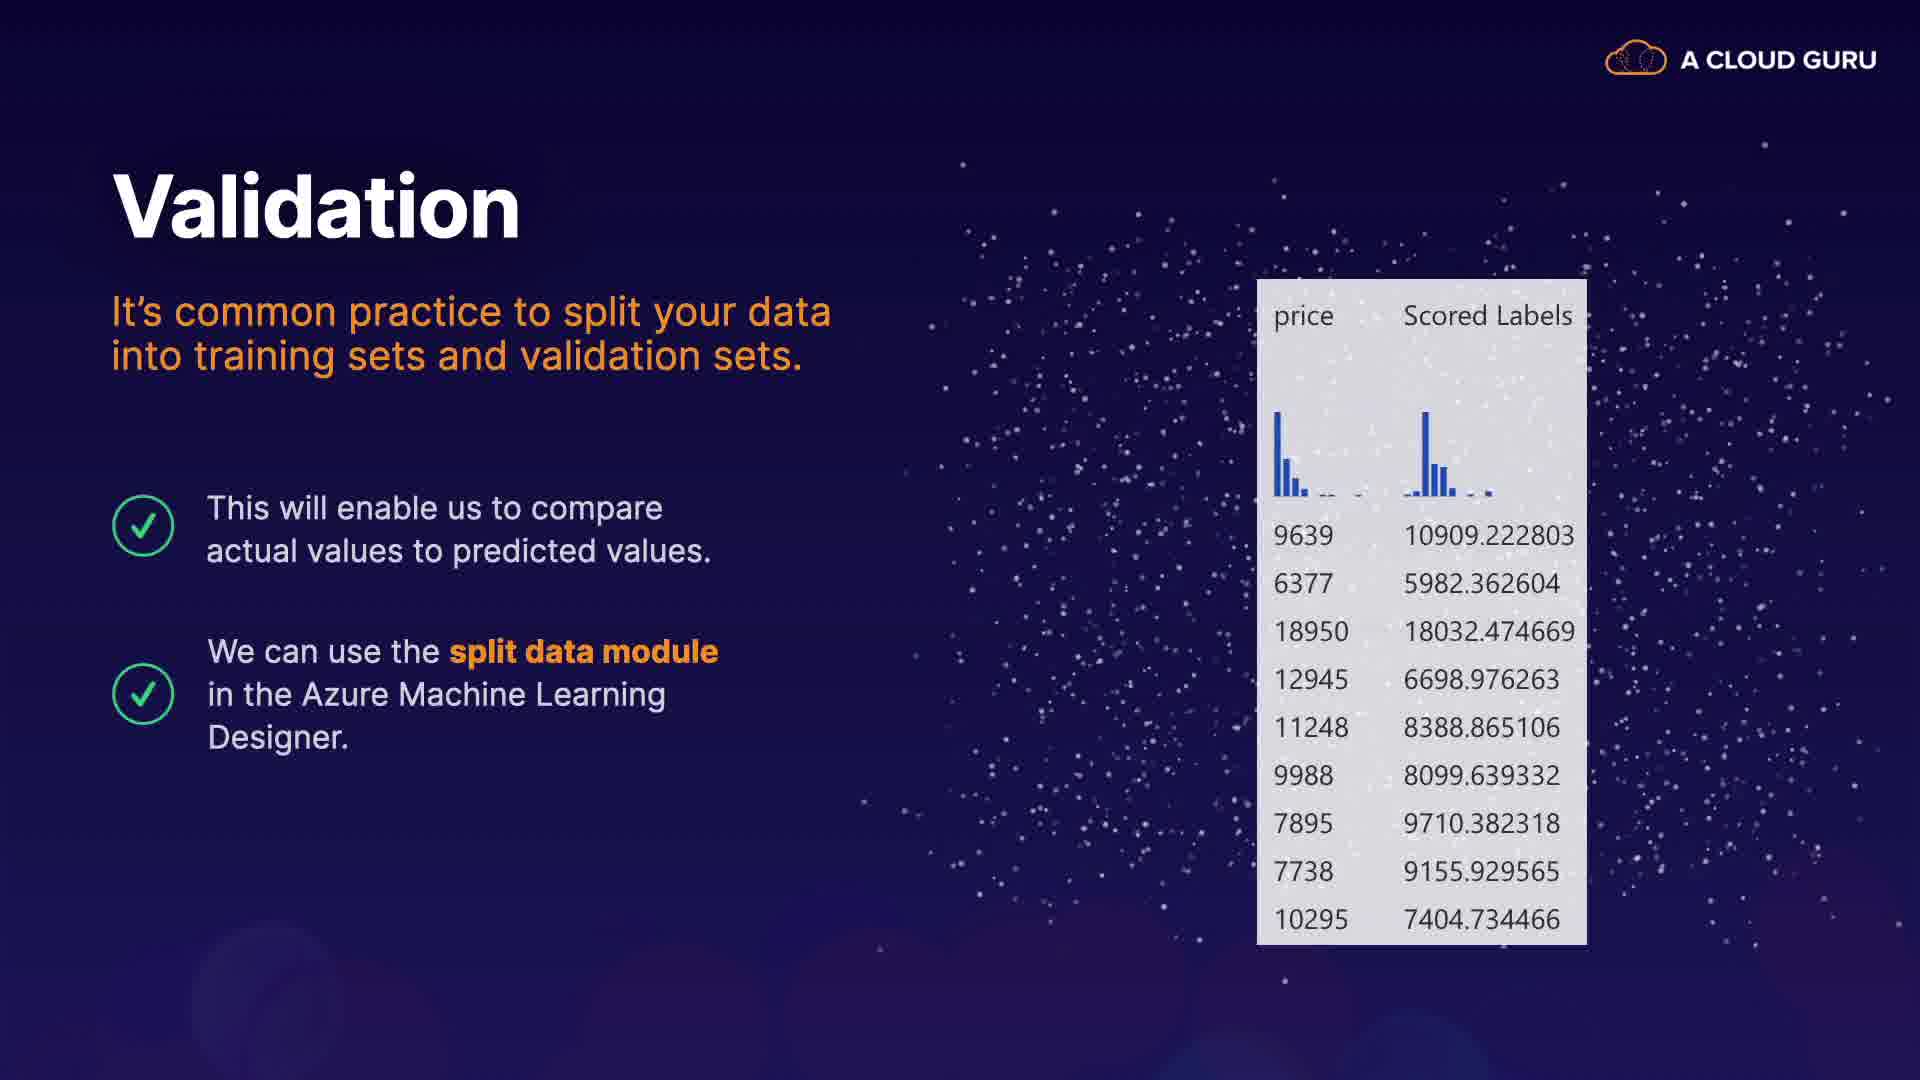 A CLOUD GURU
Validation
It’s common practice to split your data
into training sets and validation sets.
This will enable us to compare
actual values to predicted values.
We can use the split data module
in the Azure Machine Learning
Designer.
price Scored Labels
9639 10909.222803
6377 5982.362604
18950 18032.474669
12945 6698.976263
11248 8388.865106
9988 8099.639332
7895 9710.382318
7738 9155.929565
10295 7404.734466